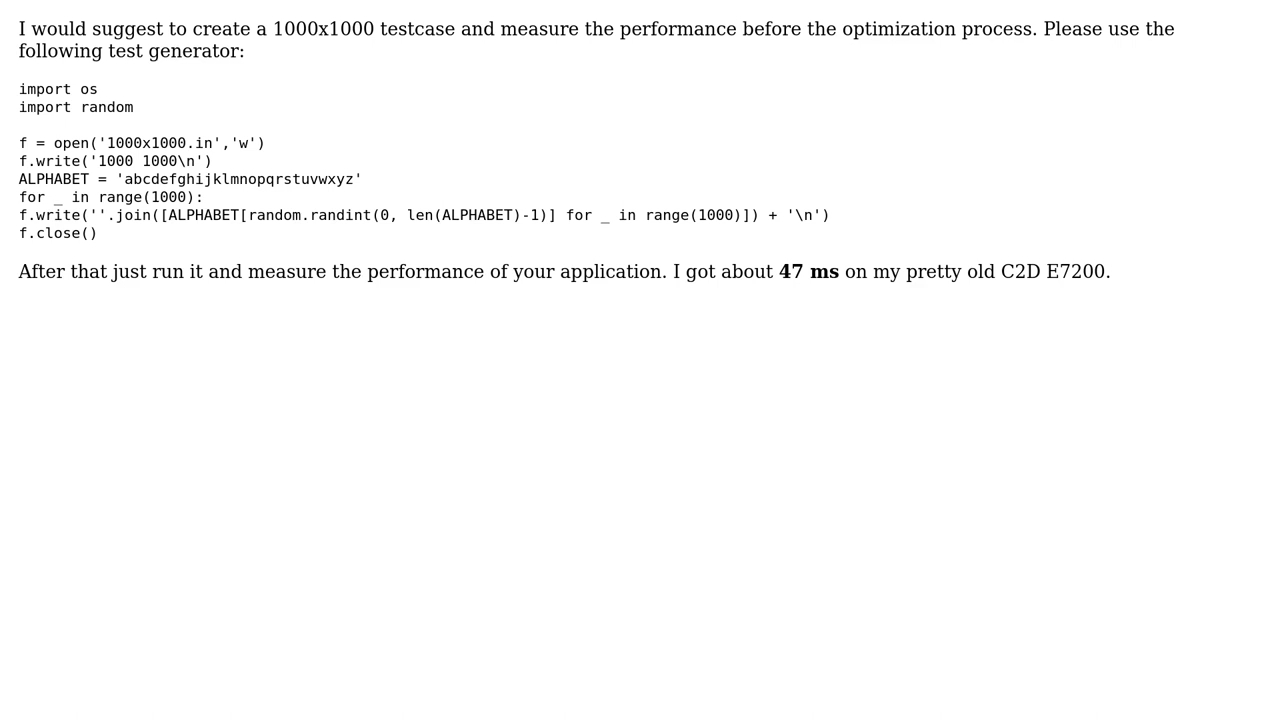 I would suggest to create a 1000x1000 testcase and measure the performance before the optimization process. Please use the
following test generator:
import os
import random
f = open('1000x1000.in','w')
f.write('1000 1000\n')
ALPHABET = 'abcdefghijklmnopqrstuvwxyz'
for _ in range(1000):
f.write(''.join([ALPHABET[random.randint(0, len(ALPHABET)-1)] for _ in range(1000)]) + '\n')
f.close()
After that just run it and measure the performance of your application. I got about 47 ms on my pretty old C2D E7200.